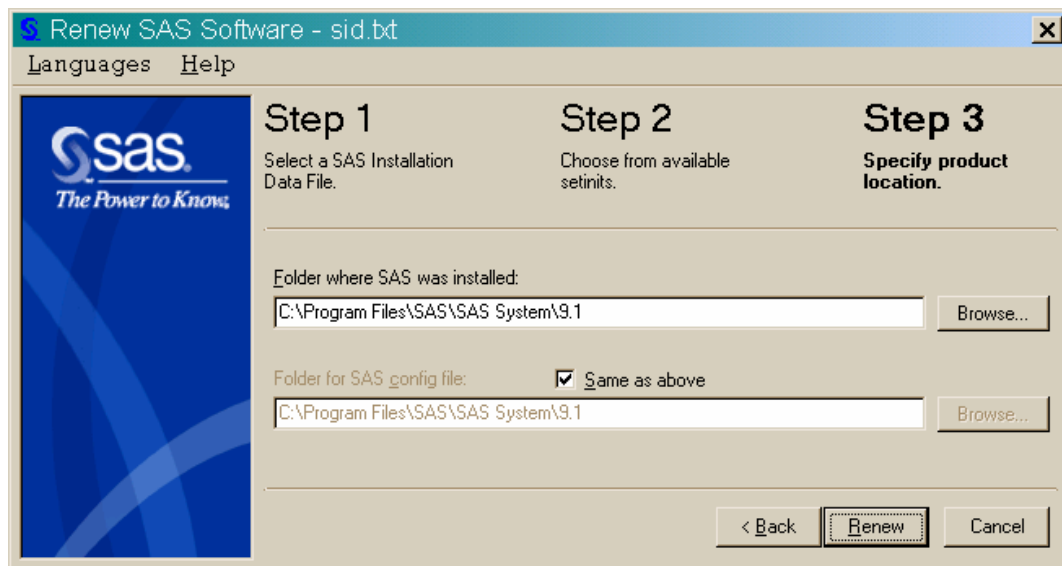 Renew SAS Software - sid.txt
Languages Help
sas.
The Power to Know.
Step 1
Select a SAS Installation
Data File.
Step 2
Choose from available
setinits.
Step 3
Specify product
location.
Folder where SAS was installed:
C:\Program Files\SAS\SAS System\9.1
Browse...
Folder for SAS config file:
Same as above
C:\Program Files\SAS\SAS System\9.1
Browse...
< Back
Renew
Cancel